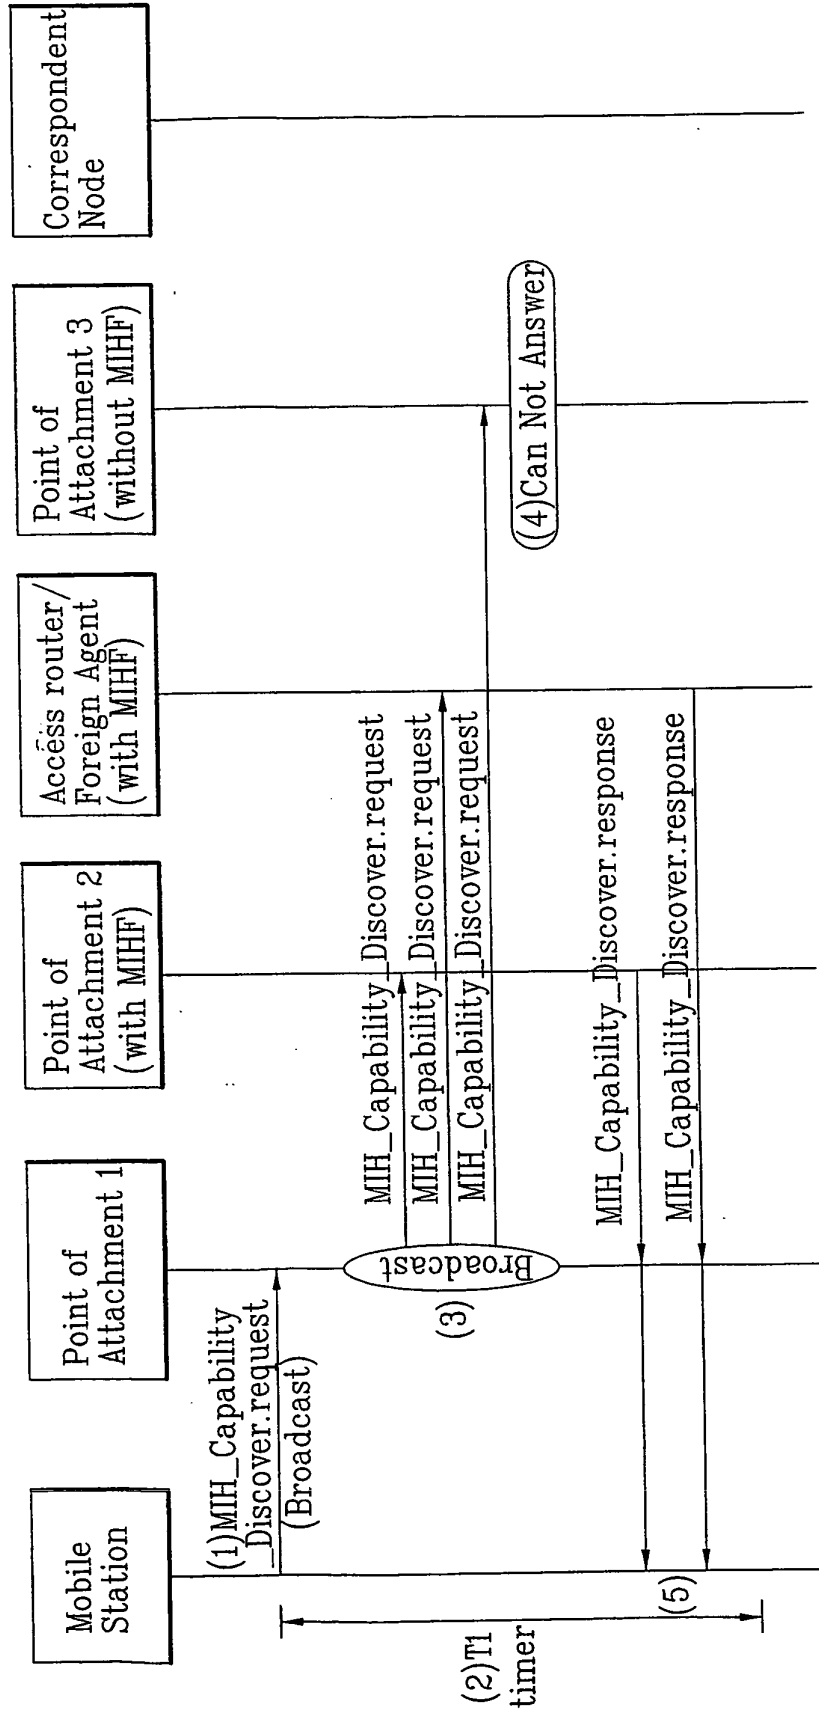 Mobile
Station
Point of
Attachment 1
Point of
Attachment 2
(with MIHF)
Access router/
Foreign Agent
(with MIHF)
Point of
Attachment 3
(without MIHF)
Correspondent
Node
(1)MIH_Capability
_Discover.request
(Broadcast)
(2)T1
timer
(3)
Broadcast
MIH_Capability_Discover.request
MIH_Capability_Discover.request
MIH_Capability_Discover.request
(4)Can Not Answer
MIH_Capability_Discover.response
MIH_Capability_Discover.response
(5)